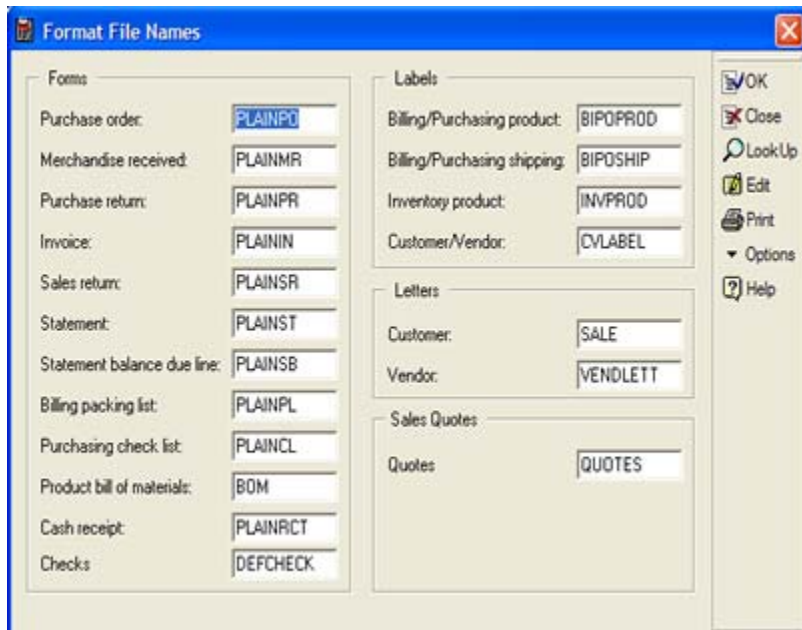 Format File Names
Forms
Purchase order: PLAINPO
Merchandise received: PLAINMR
Purchase return: PLAINPR
Invoice: PLAININ
Sales return: PLAINSR
Statement: PLAINST
Statement balance due line: PLAINSB
Billing packing list: PLAINPL
Purchasing check list: PLAINCL
Product bill of materials: BOM
Cash receipt: PLAINRCT
Checks DEFCHECK
Labels
Billing/Purchasing product: BIPOPROD
Billing/Purchasing shipping: BIPOSHIP
Inventory product: INVPROD
Customer/Vendor: CVLABEL
Letters
Customer: SALE
Vendor: VENDLETT
Sales Quotes
Quotes QUOTES
OK
Close
LookUp
Edit
Print
Options
Help